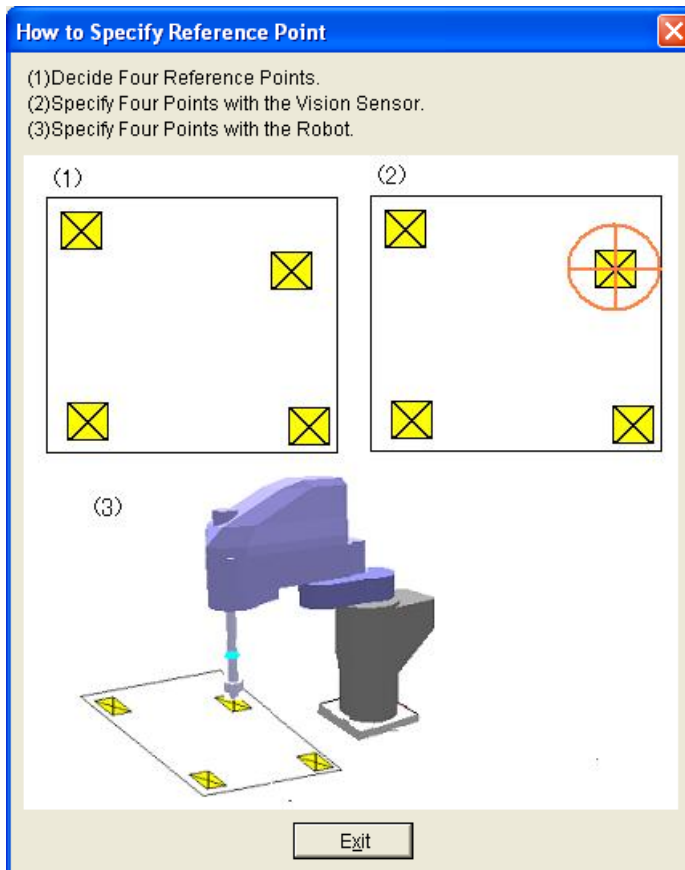 How to Specify Reference Point
(1)Decide Four Reference Points.
(2)Specify Four Points with the Vision Sensor.
(3)Specify Four Points with the Robot.
(1)
(2)
(3)
Exit